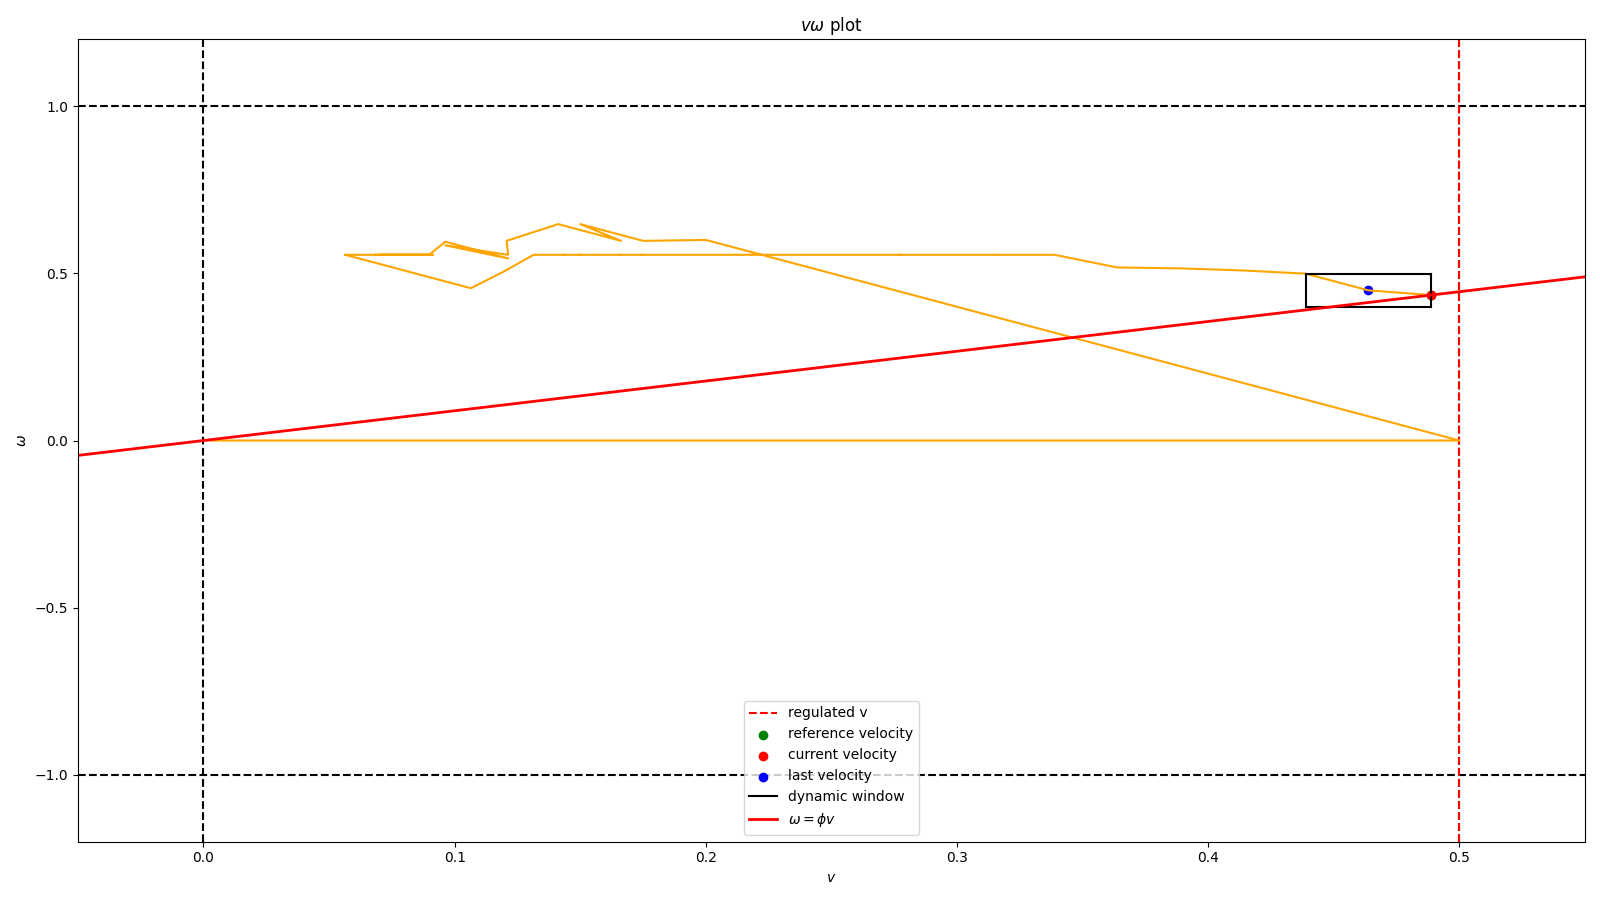 vω plot
1.0
0.5
0.0
−0.5
−1.0
ω
0.0 0.1 0.2 0.3 0.4 0.5
v
regulated v
reference velocity
current velocity
last velocity
dynamic window
ω = ϕv